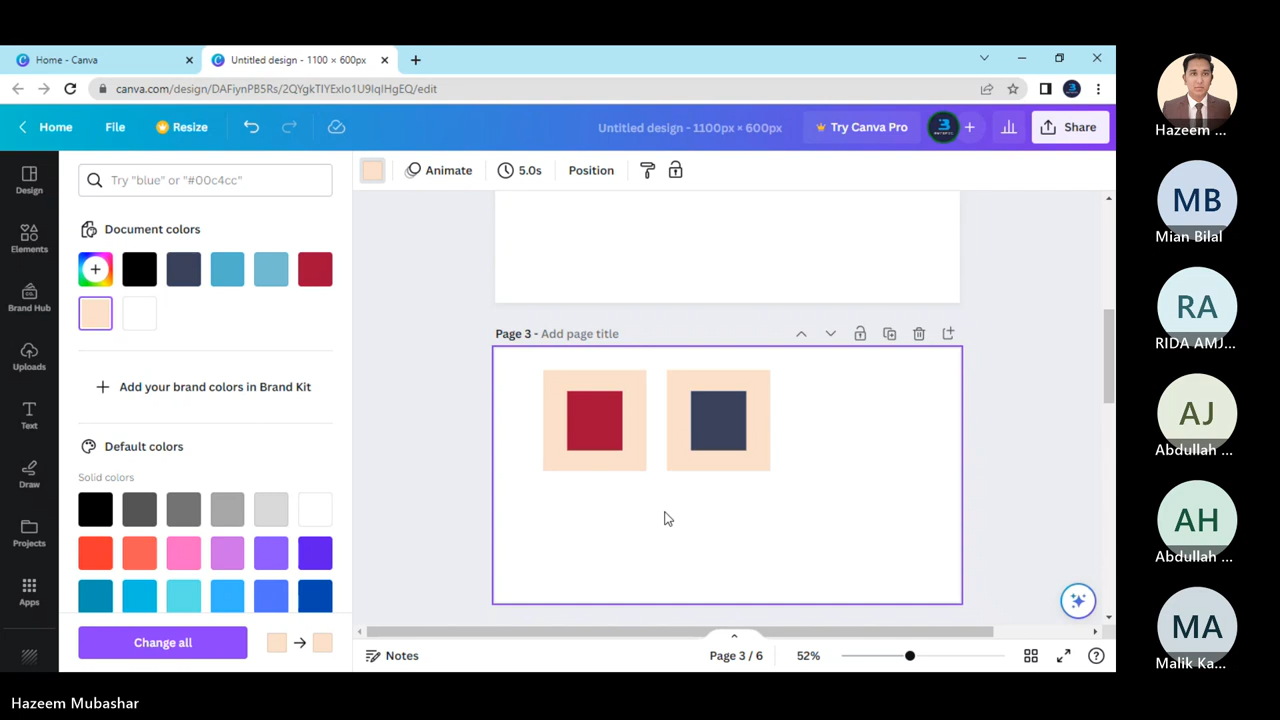 Home - Canva
Untitled design - 1100 × 600px
canva.com/design/DAFiynPB5Rs/2QYgkTIYExIo1U9lqIHgEQ/edit
Home
File
Resize
Untitled design - 1100px × 600px
Try Canva Pro
Share
Design
Elements
Brand Hub
Uploads
Text
Draw
Projects
Apps
Try "blue" or "#00c4cc"
Document colors
Add your brand colors in Brand Kit
Default colors
Solid colors
Change all
Animate
5.0s
Position
Page 3 - Add page title
Notes
Page 3 / 6
52%
Hazeem ...
MB
Mian Bilal
RA
RIDA AMJ...
AJ
Abdullah ...
AH
Abdullah ...
MA
Malik Ka...
Hazeem Mubashar